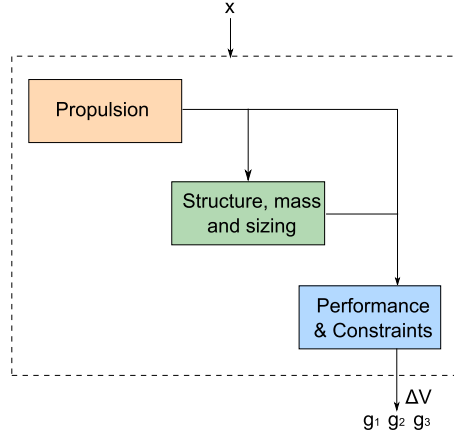 x
Propulsion
Structure, mass
and sizing
Performance
& Constraints
ΔV
g₁ g₂ g₃